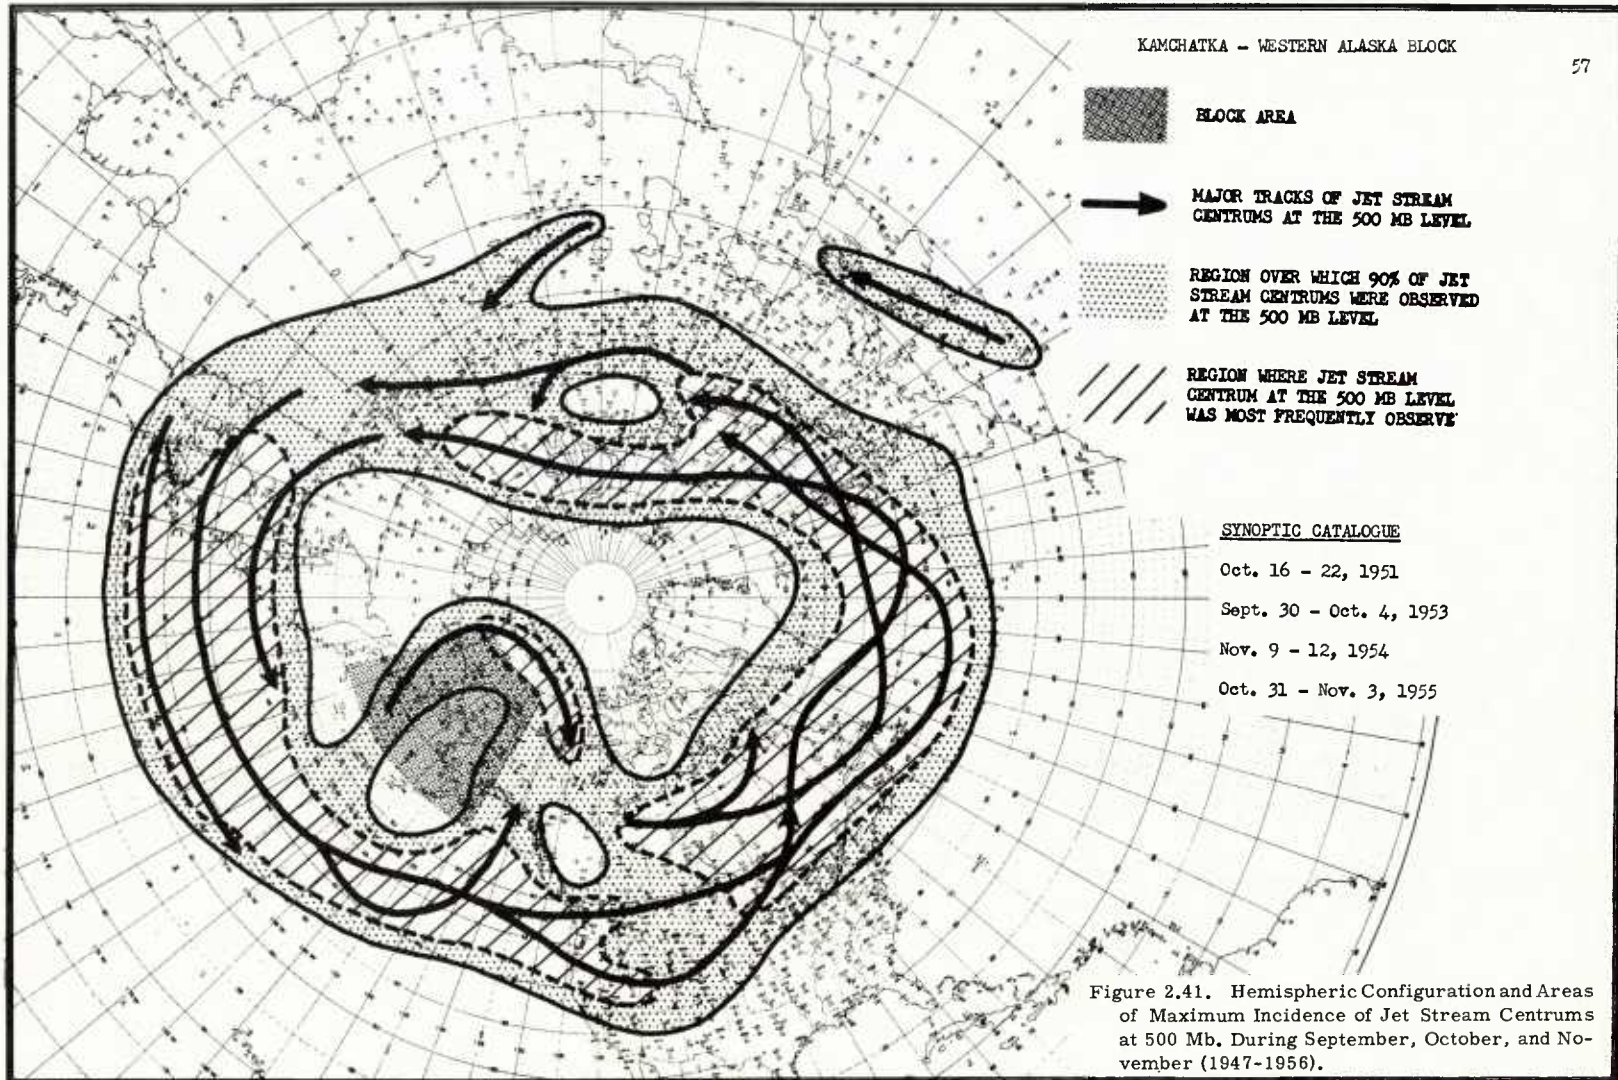 KAMCHATKA – WESTERN ALASKA BLOCK
57
BLOCK AREA
MAJOR TRACKS OF JET STREAM
CENTRUMS AT THE 500 MB LEVEL
REGION OVER WHICH 90% OF JET
STREAM CENTRUMS WERE OBSERVED
AT THE 500 MB LEVEL
REGION WHERE JET STREAM
CENTRUM AT THE 500 MB LEVEL
WAS MOST FREQUENTLY OBSERVE
SYNOPTIC CATALOGUE
Oct. 16 – 22, 1951
Sept. 30 – Oct. 4, 1953
Nov. 9 – 12, 1954
Oct. 31 – Nov. 3, 1955
Figure 2.41. Hemispheric Configuration and Areas
of Maximum Incidence of Jet Stream Centrums
at 500 Mb. During September, October, and No-
vember (1947-1956).